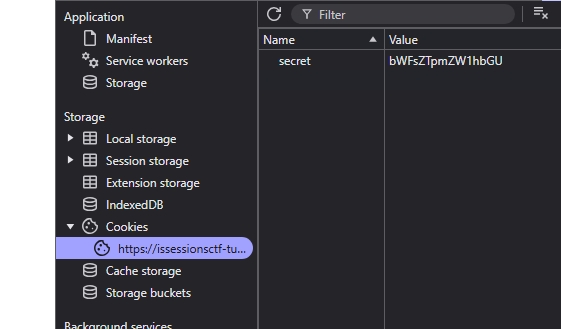 Application
Manifest
Service workers
Storage
Storage
Local storage
Session storage
Extension storage
IndexedDB
Cookies
https://issessionsctf-tu...
Cache storage
Storage buckets
Background services
Filter
Name Value
secret bWFsZTpmZW1hbGU